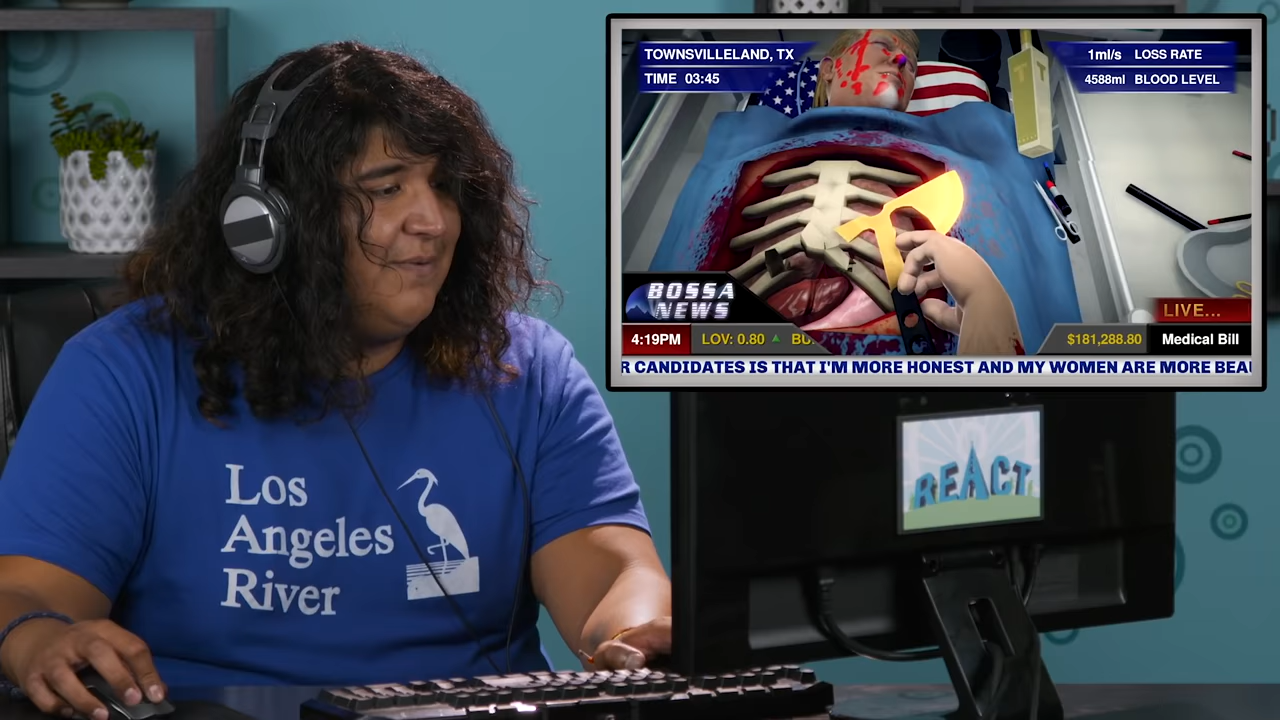 TOWNSVILLELAND, TX
TIME 03:45
1ml/s LOSS RATE
4588ml BLOOD LEVEL
BOSSA
NEWS
LIVE...
4:19PM LOV: 0.80
$181,288.80 Medical Bill
CANDIDATES IS THAT I'M MORE HONEST AND MY WOMEN ARE MORE
REACT
Los
Angeles
River